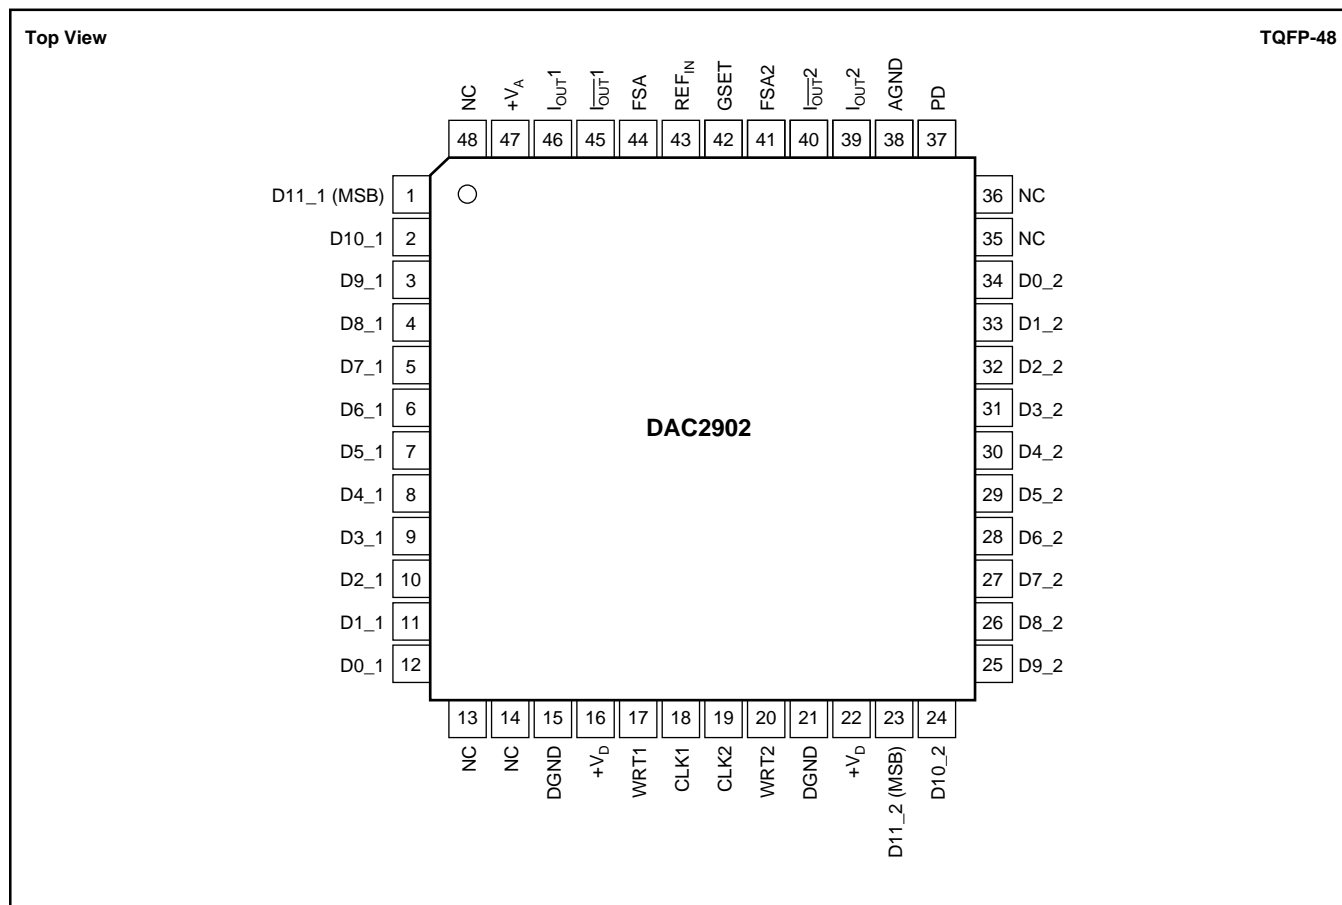 Top View
TQFP-48
NC
+VA
IOUT1
I̅O̅U̅T̅1
FSA
REFIN
GSET
FSA2
I̅O̅U̅T̅2
IOUT2
AGND
PD
48 47 46 45 44 43 42 41 40 39 38 37
D11_1 (MSB) 1
D10_1 2
D9_1 3
D8_1 4
D7_1 5
D6_1 6
D5_1 7
D4_1 8
D3_1 9
D2_1 10
D1_1 11
D0_1 12
DAC2902
36 NC
35 NC
34 D0_2
33 D1_2
32 D2_2
31 D3_2
30 D4_2
29 D5_2
28 D6_2
27 D7_2
26 D8_2
25 D9_2
13 14 15 16 17 18 19 20 21 22 23 24
NC
NC
DGND
+VD
WRT1
CLK1
CLK2
WRT2
DGND
+VD
D11_2 (MSB)
D10_2